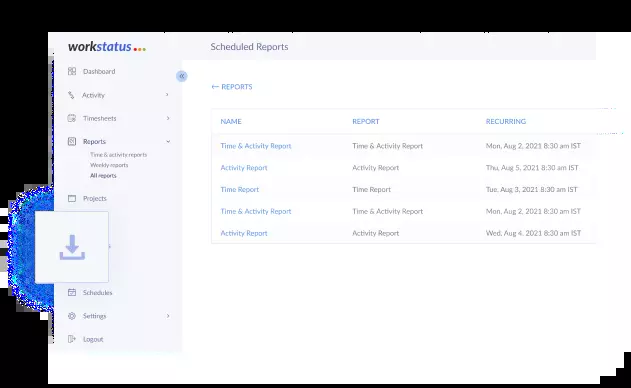 workstatus
Scheduled Reports
Dashboard
Activity
Timesheets
Reports
Time & activity reports
Weekly reports
All reports
Projects
Schedules
Settings
Logout
← REPORTS
NAME REPORT RECURRING
Time & Activity Report Time & Activity Report Mon, Aug 2, 2021 8:30 am IST
Activity Report Activity Report Thu, Aug 5, 2021 8:30 am IST
Time Report Time Report Tue, Aug 3, 2021 8:30 am IST
Time & Activity Report Time & Activity Report Mon, Aug 2, 2021 8:30 am IST
Activity Report Activity Report Wed, Aug 4, 2021 8:30 am IST